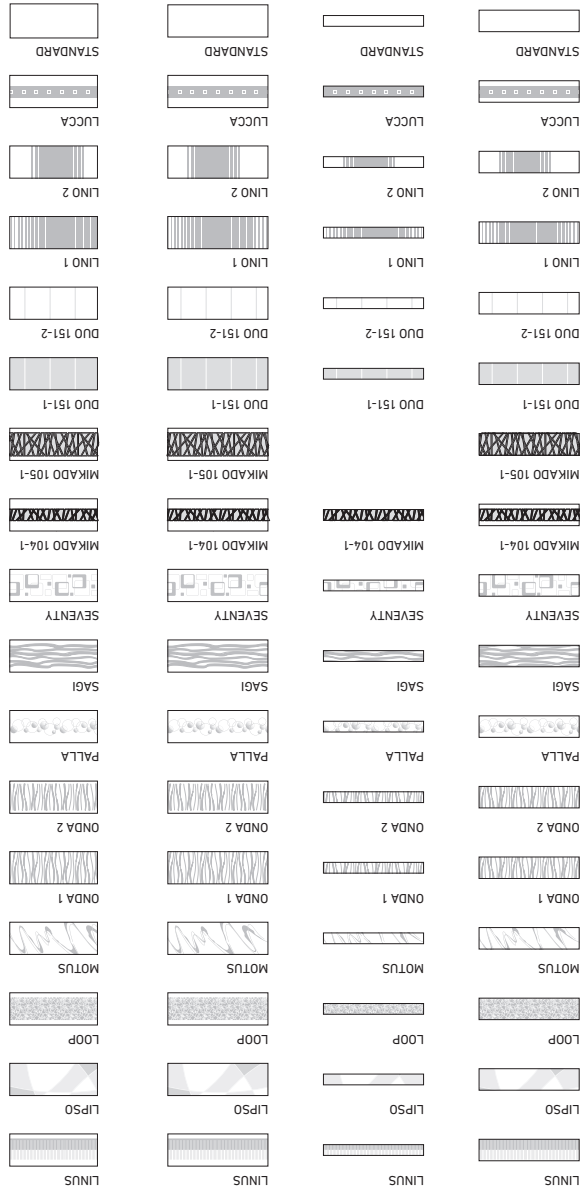 LINUS LINUS LINUS LINUS
LIPSO LIPSO LIPSO LIPSO
LOOP LOOP LOOP LOOP
MOTUS MOTUS MOTUS MOTUS
ONDA 1 ONDA 1 ONDA 1 ONDA 1
ONDA 2 ONDA 2 ONDA 2 ONDA 2
PALLA PALLA PALLA PALLA
SAGI SAGI SAGI SAGI
SEVENTY SEVENTY SEVENTY SEVENTY
MIKADO 104-1 MIKADO 104-1 MIKADO 104-1 MIKADO 104-1
MIKADO 105-1 MIKADO 105-1 MIKADO 105-1
DUO 151-1 DUO 151-1 DUO 151-1 DUO 151-1
DUO 151-2 DUO 151-2 DUO 151-2 DUO 151-2
LINO 1 LINO 1 LINO 1 LINO 1
LINO 2 LINO 2 LINO 2 LINO 2
LUCCA LUCCA LUCCA LUCCA
STANDARD STANDARD STANDARD STANDARD